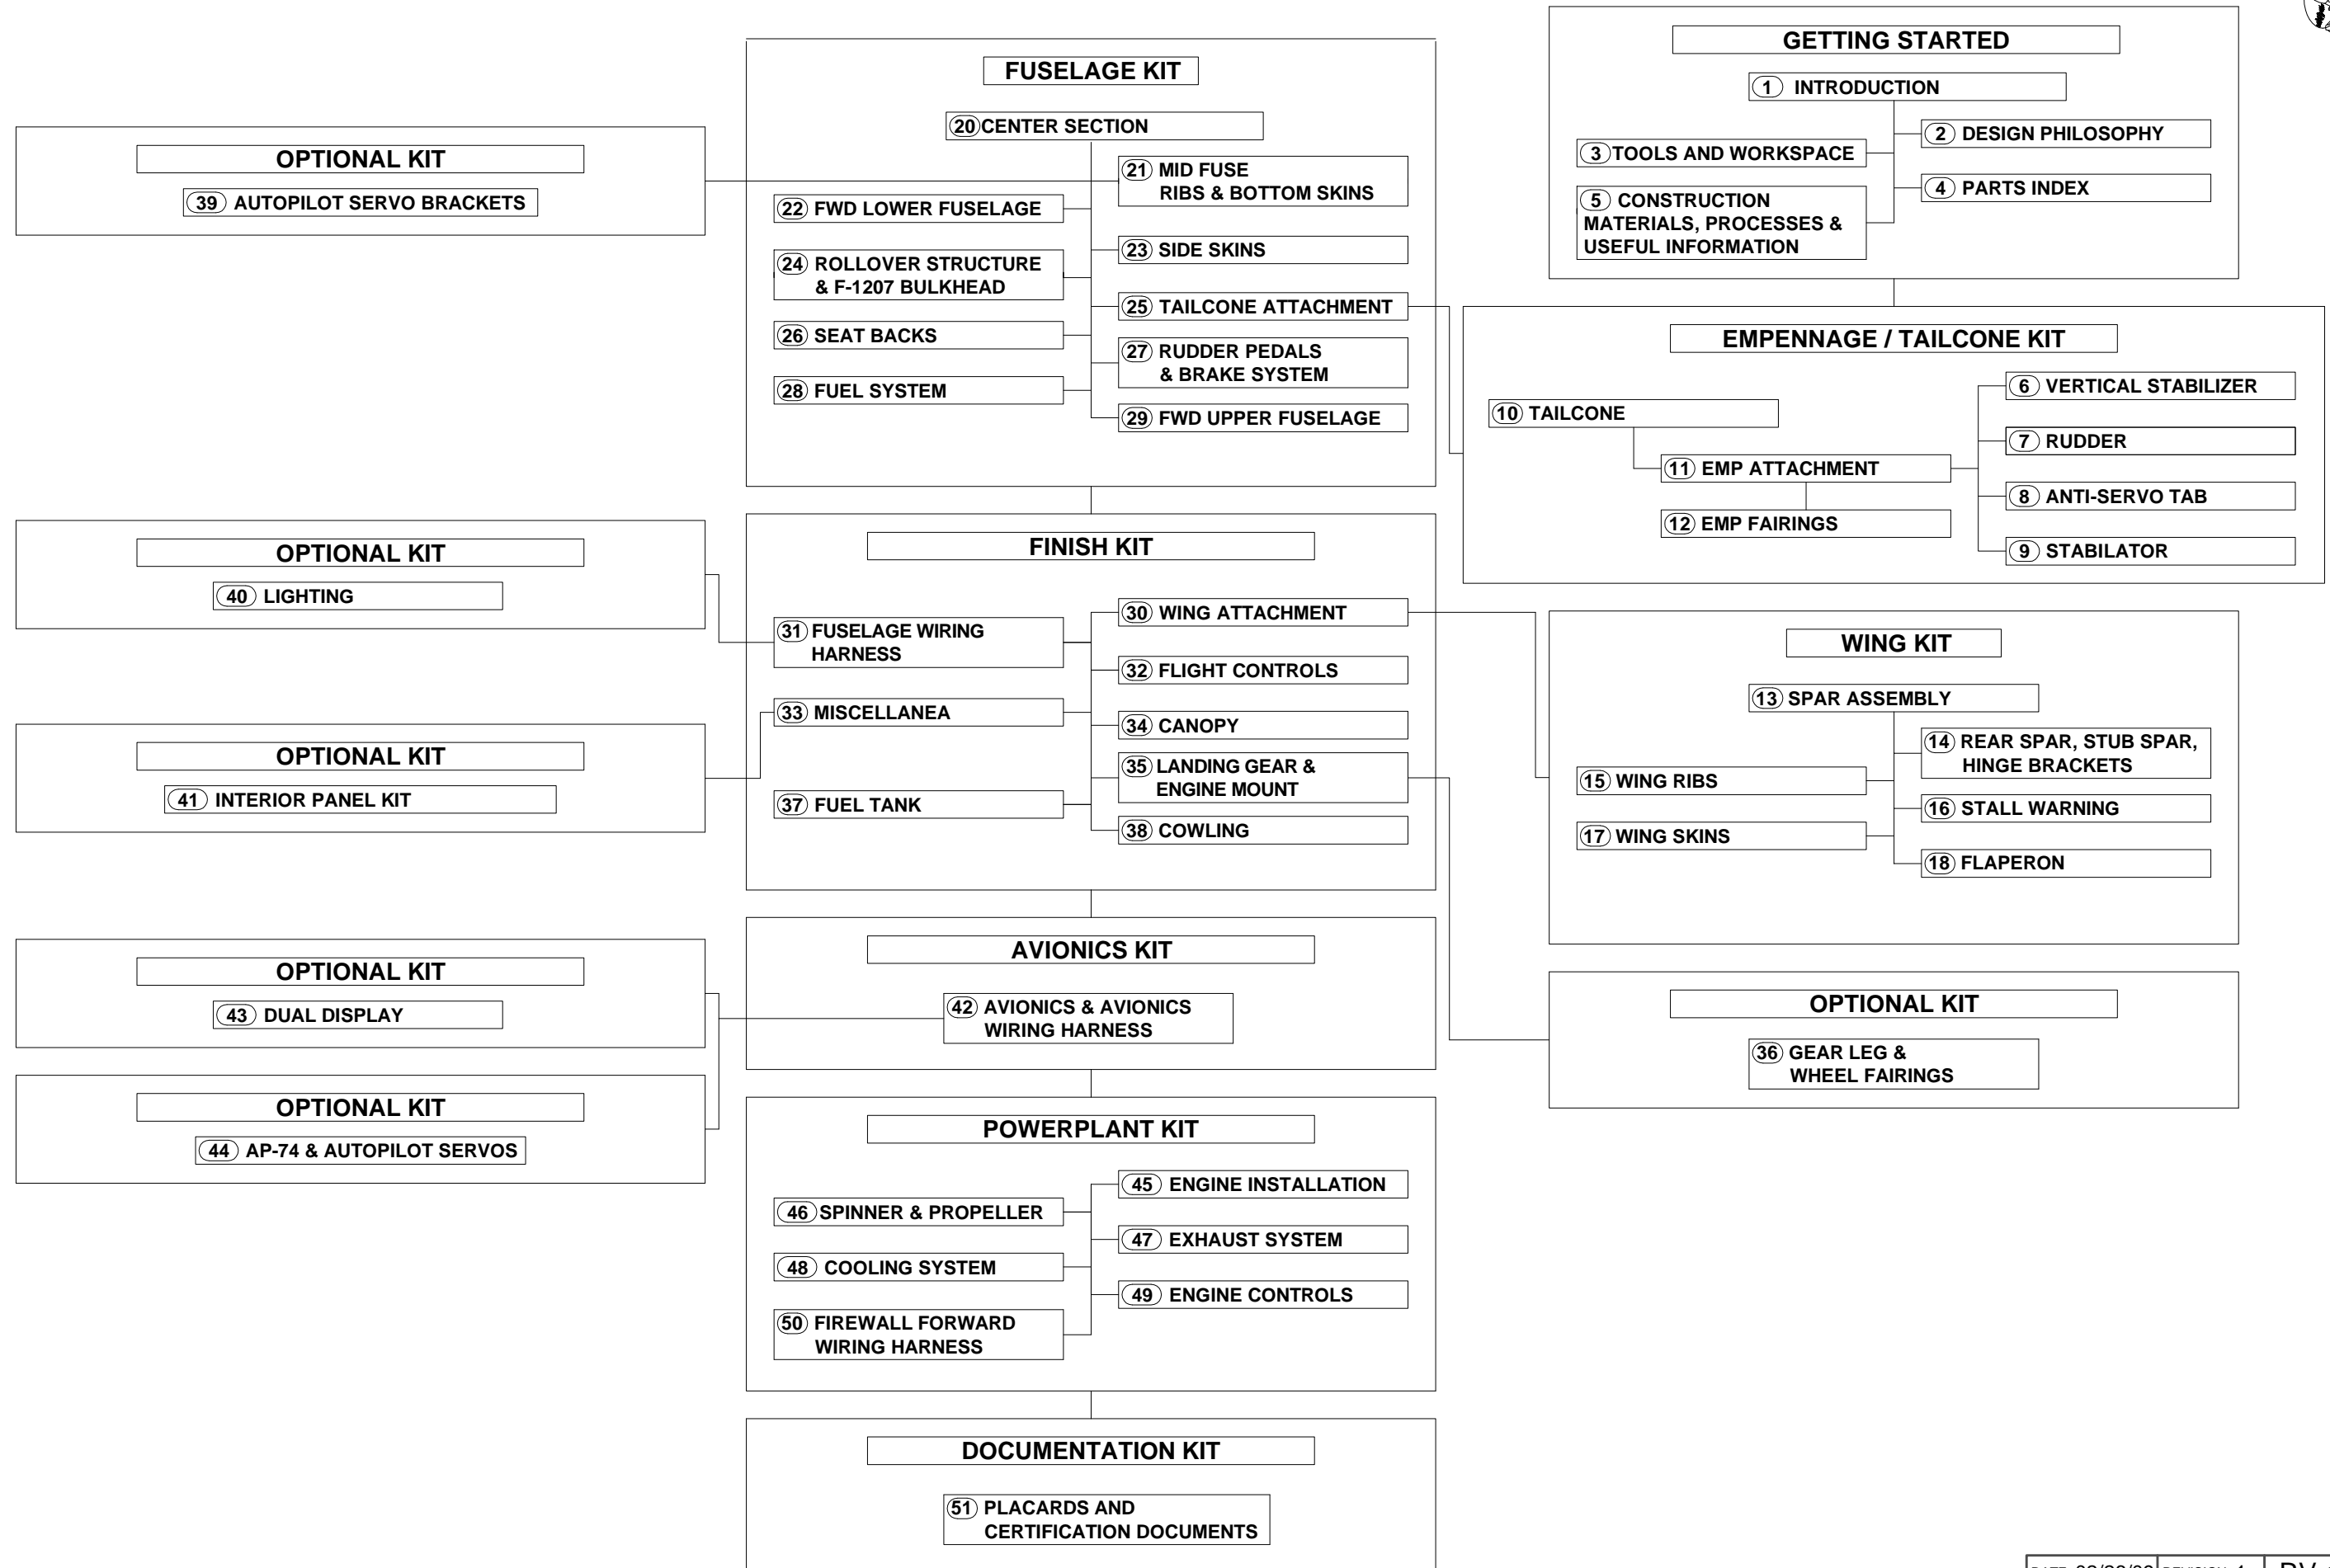 GETTING STARTED
1 INTRODUCTION
2 DESIGN PHILOSOPHY
3 TOOLS AND WORKSPACE
4 PARTS INDEX
5 CONSTRUCTION
MATERIALS, PROCESSES &
USEFUL INFORMATION
EMPENNAGE / TAILCONE KIT
6 VERTICAL STABILIZER
10 TAILCONE
7 RUDDER
11 EMP ATTACHMENT
8 ANTI-SERVO TAB
12 EMP FAIRINGS
9 STABILATOR
WING KIT
13 SPAR ASSEMBLY
14 REAR SPAR, STUB SPAR,
HINGE BRACKETS
15 WING RIBS
16 STALL WARNING
17 WING SKINS
18 FLAPERON
OPTIONAL KIT
36 GEAR LEG &
WHEEL FAIRINGS
FUSELAGE KIT
20 CENTER SECTION
21 MID FUSE
RIBS & BOTTOM SKINS
22 FWD LOWER FUSELAGE
23 SIDE SKINS
24 ROLLOVER STRUCTURE
& F-1207 BULKHEAD
25 TAILCONE ATTACHMENT
26 SEAT BACKS
27 RUDDER PEDALS
& BRAKE SYSTEM
28 FUEL SYSTEM
29 FWD UPPER FUSELAGE
OPTIONAL KIT
39 AUTOPILOT SERVO BRACKETS
FINISH KIT
30 WING ATTACHMENT
31 FUSELAGE WIRING
HARNESS
32 FLIGHT CONTROLS
33 MISCELLANEA
34 CANOPY
35 LANDING GEAR &
ENGINE MOUNT
37 FUEL TANK
38 COWLING
OPTIONAL KIT
40 LIGHTING
OPTIONAL KIT
41 INTERIOR PANEL KIT
AVIONICS KIT
42 AVIONICS & AVIONICS
WIRING HARNESS
OPTIONAL KIT
43 DUAL DISPLAY
OPTIONAL KIT
44 AP-74 & AUTOPILOT SERVOS
POWERPLANT KIT
45 ENGINE INSTALLATION
46 SPINNER & PROPELLER
47 EXHAUST SYSTEM
48 COOLING SYSTEM
49 ENGINE CONTROLS
50 FIREWALL FORWARD
WIRING HARNESS
DOCUMENTATION KIT
51 PLACARDS AND
CERTIFICATION DOCUMENTS